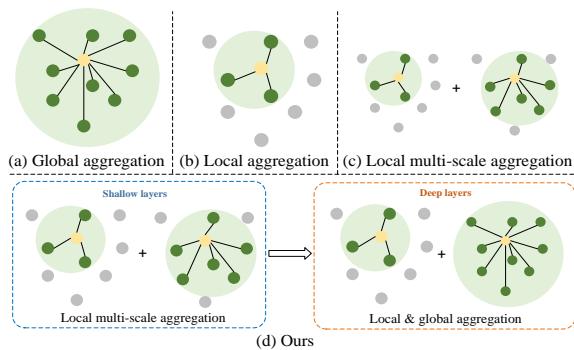 (a) Global aggregation
(b) Local aggregation
+
(c) Local multi-scale aggregation
Shallow layers
+
Local multi-scale aggregation
Deep layers
+
Local & global aggregation
(d) Ours